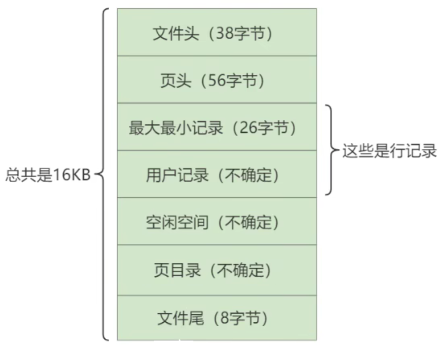 文件头（38字节）
页头（56字节）
最大最小记录（26字节）
这些是行记录
总共是16KB
用户记录（不确定）
空闲空间（不确定）
页目录（不确定）
文件尾（8字节）